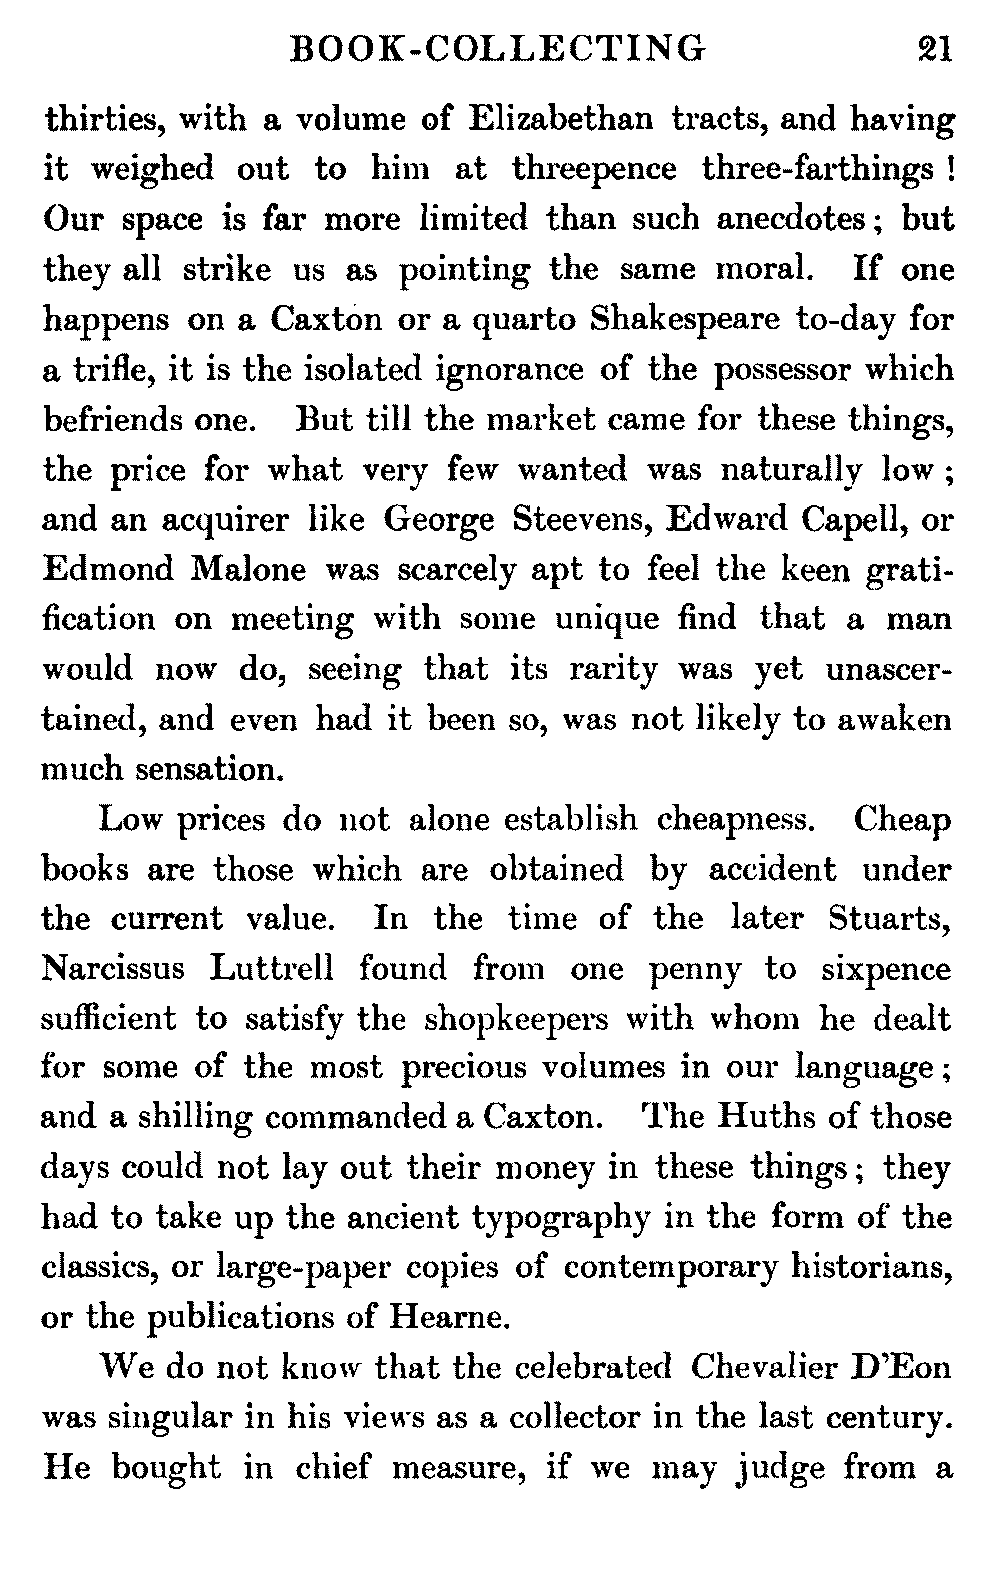 BOOK-COLLECTING 21
thirties, with a volume of Elizabethan tracts, and having
it weighed out to him at threepence three-farthings !
Our space is far more limited than such anecdotes ; but
they all strike us as pointing the same moral. If one
happens on a Caxton or a quarto Shakespeare to-day for
a trifle, it is the isolated ignorance of the possessor which
befriends one. But till the market came for these things,
the price for what very few wanted was naturally low ;
and an acquirer like George Steevens, Edward Capell, or
Edmond Malone was scarcely apt to feel the keen grati-
fication on meeting with some unique find that a man
would now do, seeing that its rarity was yet unascer-
tained, and even had it been so, was not likely to awaken
much sensation.
Low prices do not alone establish cheapness. Cheap
books are those which are obtained by accident under
the current value. In the time of the later Stuarts,
Narcissus Luttrell found from one penny to sixpence
sufficient to satisfy the shopkeepers with whom he dealt
for some of the most precious volumes in our language ;
and a shilling commanded a Caxton. The Huths of those
days could not lay out their money in these things ; they
had to take up the ancient typography in the form of the
classics, or large-paper copies of contemporary historians,
or the publications of Hearne.
We do not know that the celebrated Chevalier D'Eon
was singular in his views as a collector in the last century.
He bought in chief measure, if we may judge from a